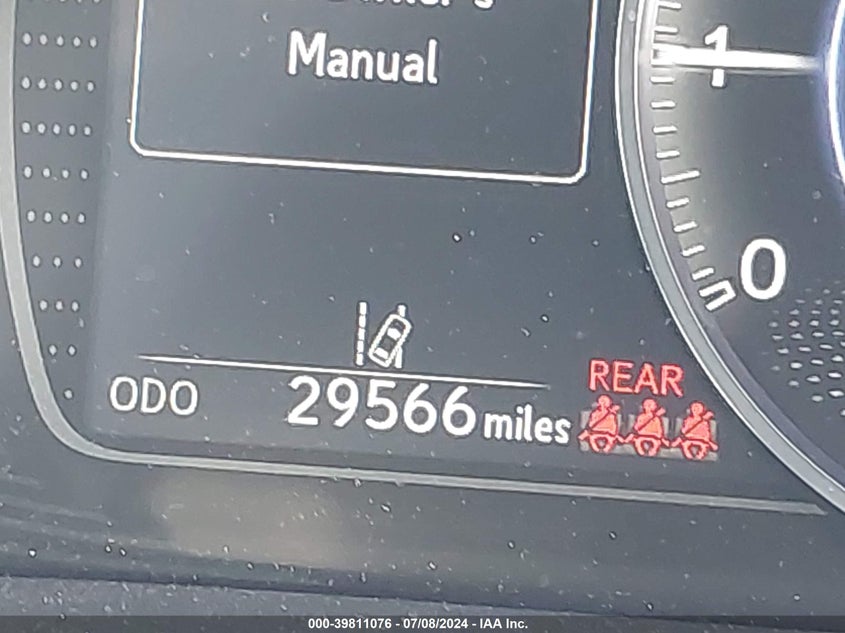 Manual
1
0
REAR
ODO 29566 miles
000-39811076 - 07/08/2024 - IAA Inc.